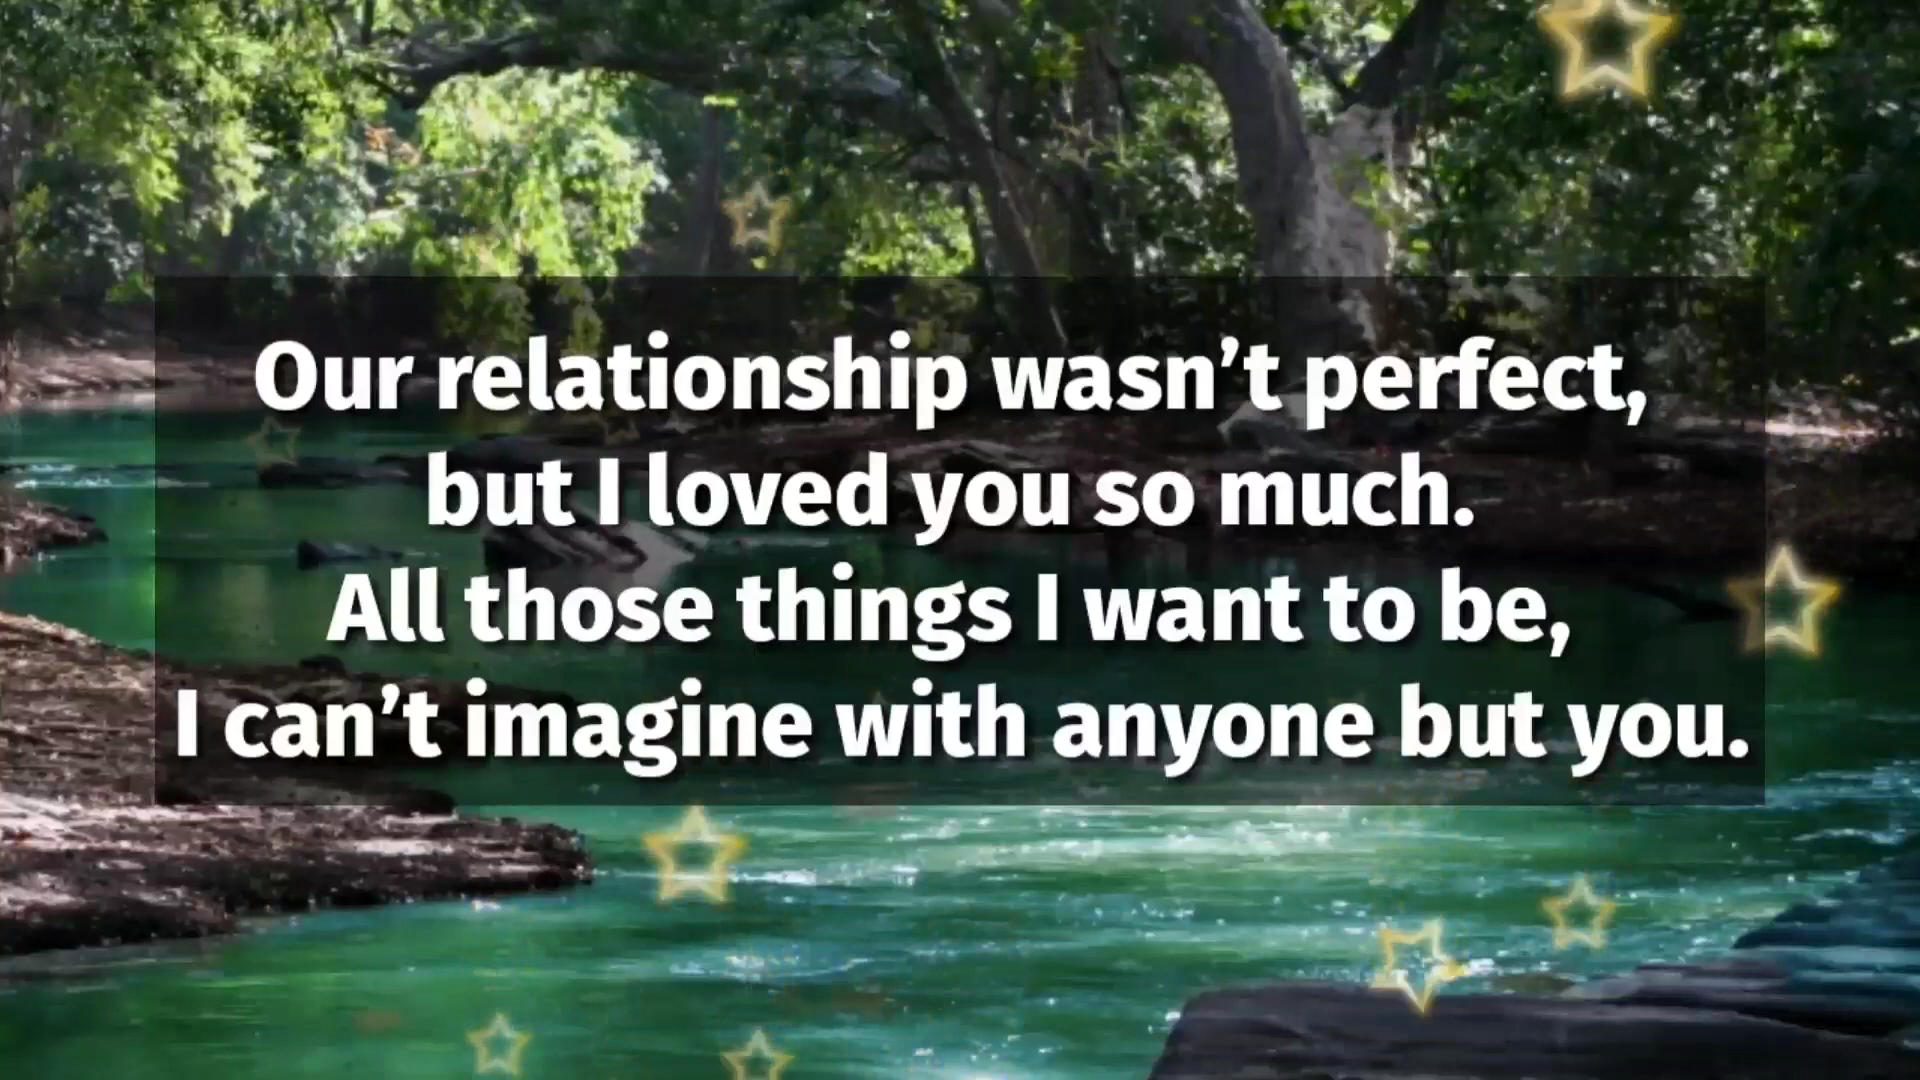 Our relationship wasn’t perfect,
but I loved you so much.
All those things I want to be,
I can’t imagine with anyone but you.